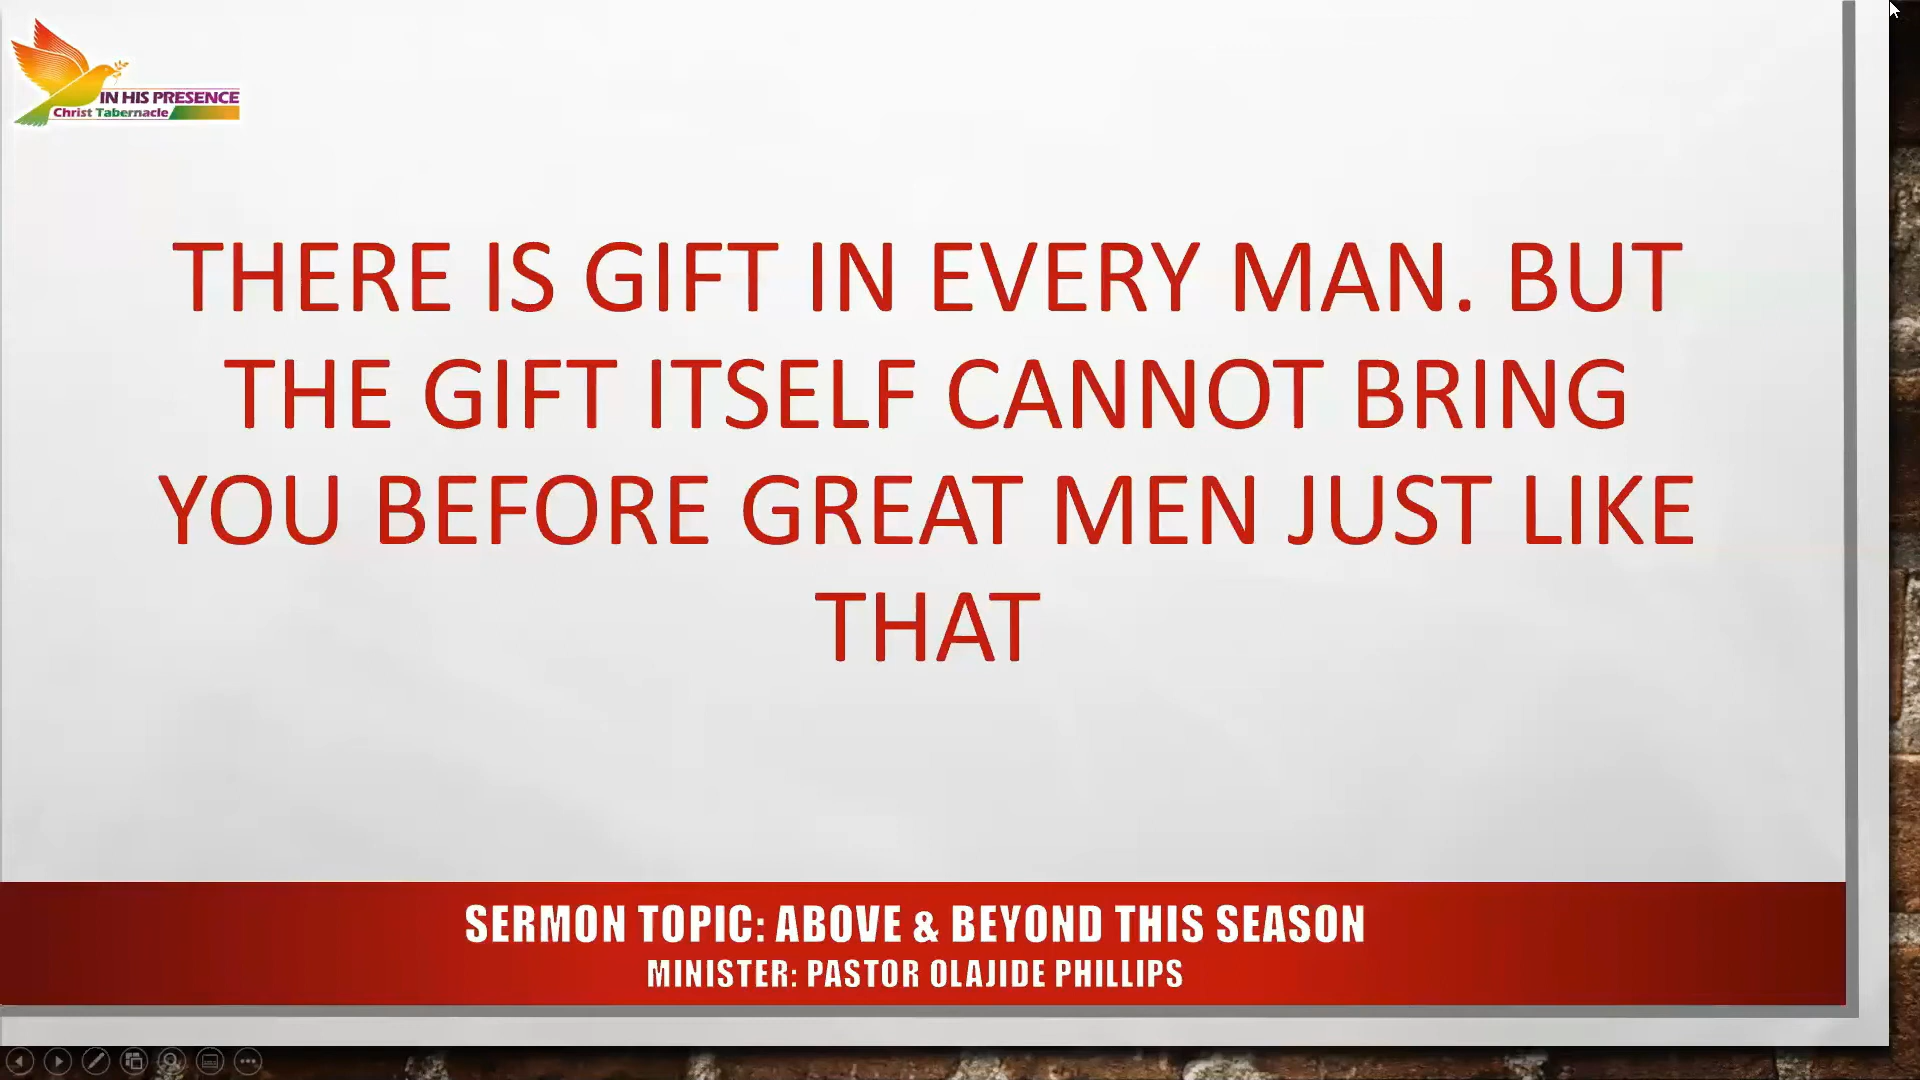 IN HIS PRESENCE
Christ Tabernacle
THERE IS GIFT IN EVERY MAN. BUT
THE GIFT ITSELF CANNOT BRING
YOU BEFORE GREAT MEN JUST LIKE
THAT
SERMON TOPIC: ABOVE & BEYOND THIS SEASON
MINISTER: PASTOR OLAJIDE PHILLIPS